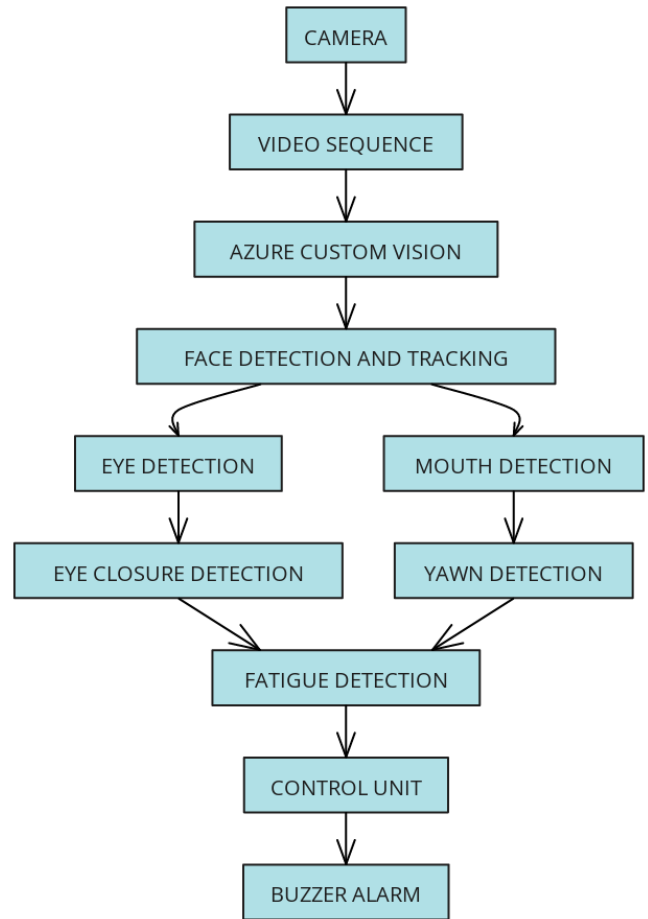 CAMERA
VIDEO SEQUENCE
AZURE CUSTOM VISION
FACE DETECTION AND TRACKING
EYE DETECTION
MOUTH DETECTION
EYE CLOSURE DETECTION
YAWN DETECTION
FATIGUE DETECTION
CONTROL UNIT
BUZZER ALARM